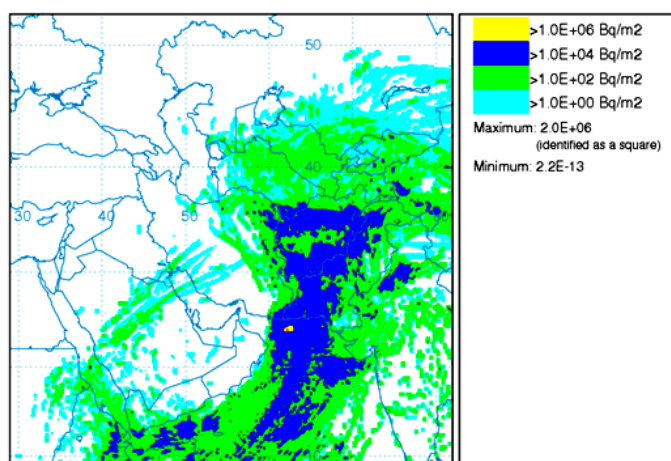 >1.0E+06 Bq/m2
>1.0E+04 Bq/m2
>1.0E+02 Bq/m2
>1.0E+00 Bq/m2
Maximum: 2.0E+06
(identified as a square)
Minimum: 2.2E-13
50
40
30
40
50